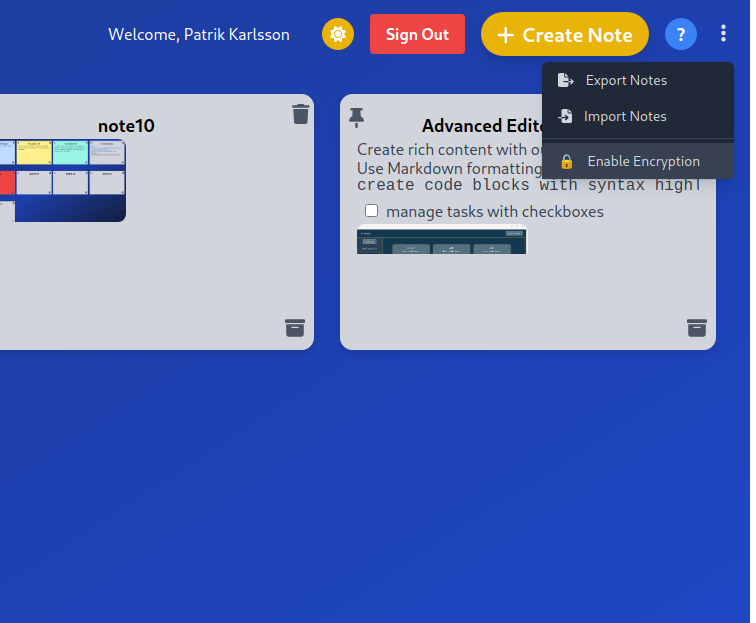 Welcome, Patrik Karlsson
Sign Out
+ Create Note
?
Export Notes
Import Notes
Enable Encryption
note10
Advanced Edit
Create rich content with
Use Markdown formatting
create code blocks with syntax highl
manage tasks with checkboxes